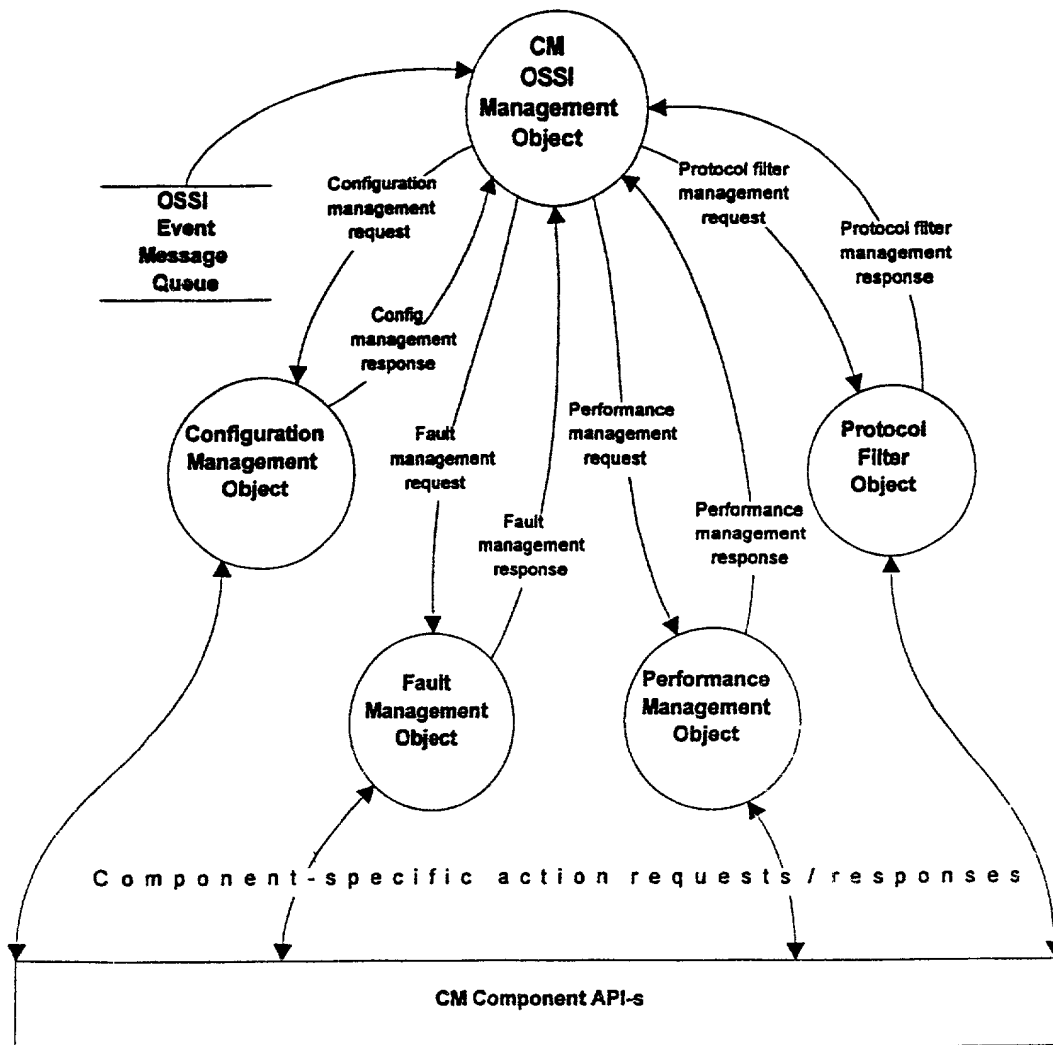 CM
OSSI
Management
Object
OSSI
Event
Message
Queue
Configuration
management
request
Config
management
response
Protocol filter
management
request
Protocol filter
management
response
Configuration
Management
Object
Fault
management
request
Fault
management
response
Performance
management
request
Performance
management
response
Protocol
Filter
Object
Fault
Management
Object
Performance
Management
Object
Component-specific action requests/responses
CM Component API-s